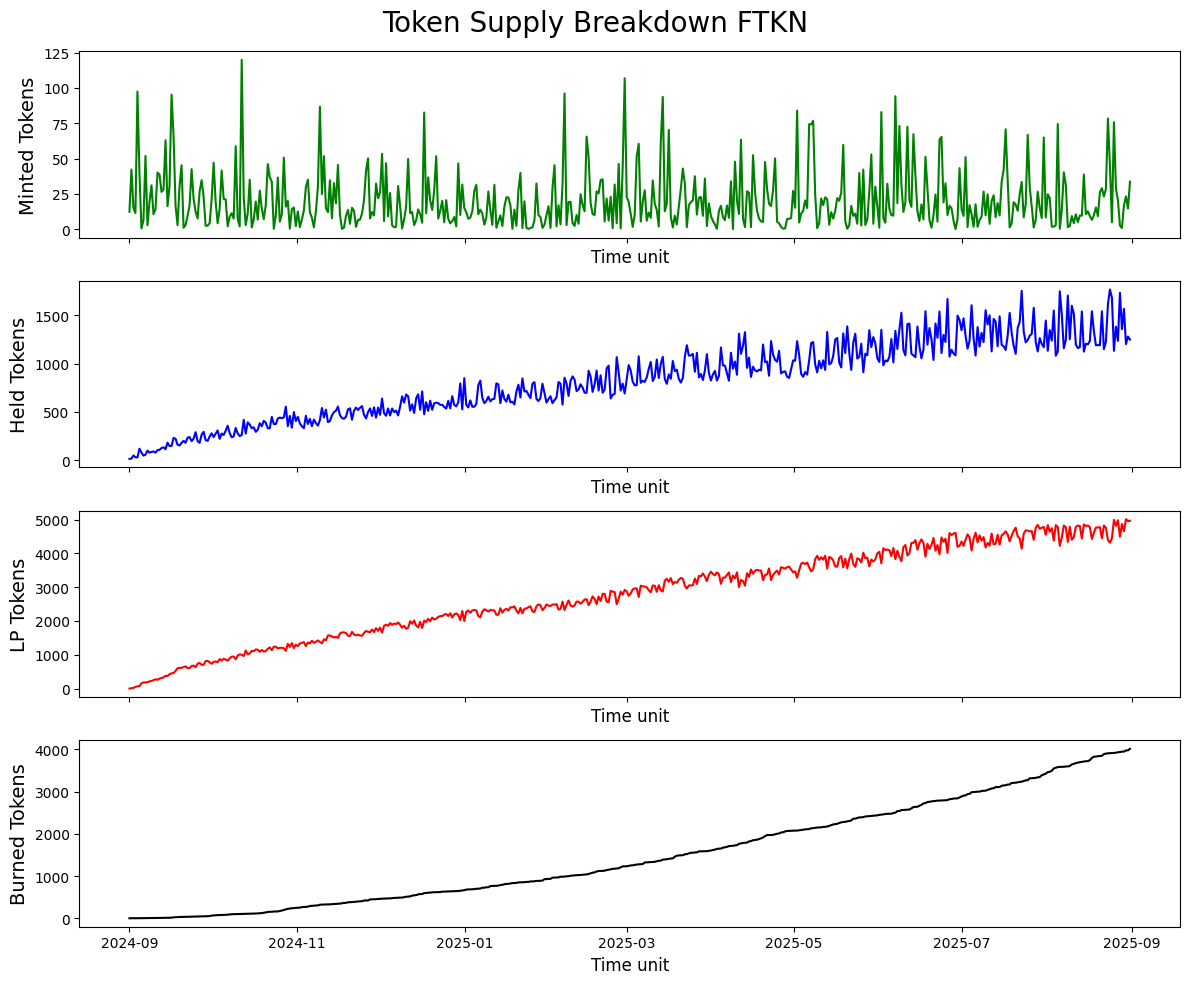 Token Supply Breakdown FTKN
125
100
75
50
25
0
Minted Tokens
Time unit
1500
1000
500
0
Held Tokens
Time unit
5000
4000
3000
2000
1000
0
LP Tokens
Time unit
4000
3000
2000
1000
0
Burned Tokens
2024-09 2024-11 2025-01 2025-03 2025-05 2025-07 2025-09
Time unit